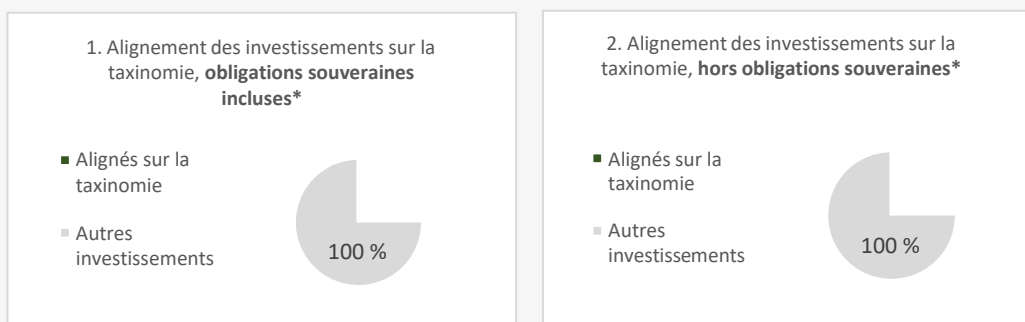 1. Alignement des investissements sur la
taxinomie, obligations souveraines
incluses*
Alignés sur la
taxinomie
Autres
investissements
100 %
2. Alignement des investissements sur la
taxinomie, hors obligations souveraines*
Alignés sur la
taxinomie
Autres
investissements
100 %